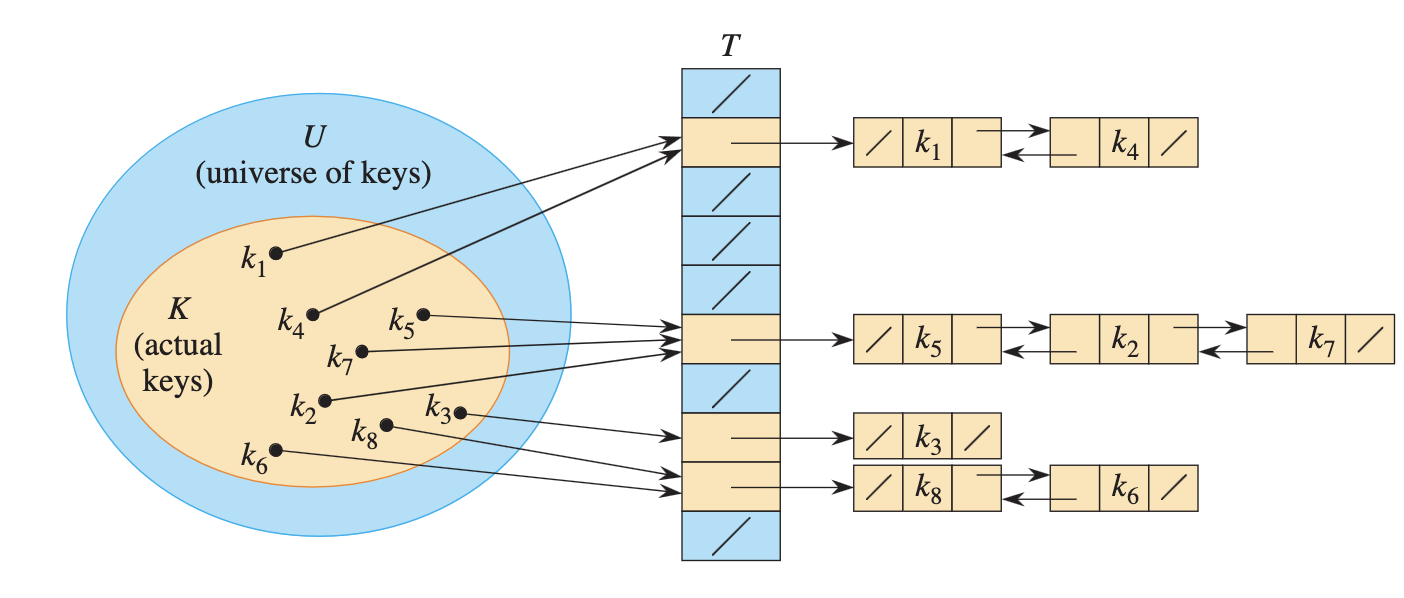 T
U
(universe of keys)
k1
k4
k1
K
(actual
keys)
k4
k5
k7
k5
k2
k7
k2
k8
k3
k6
k3
k8
k6